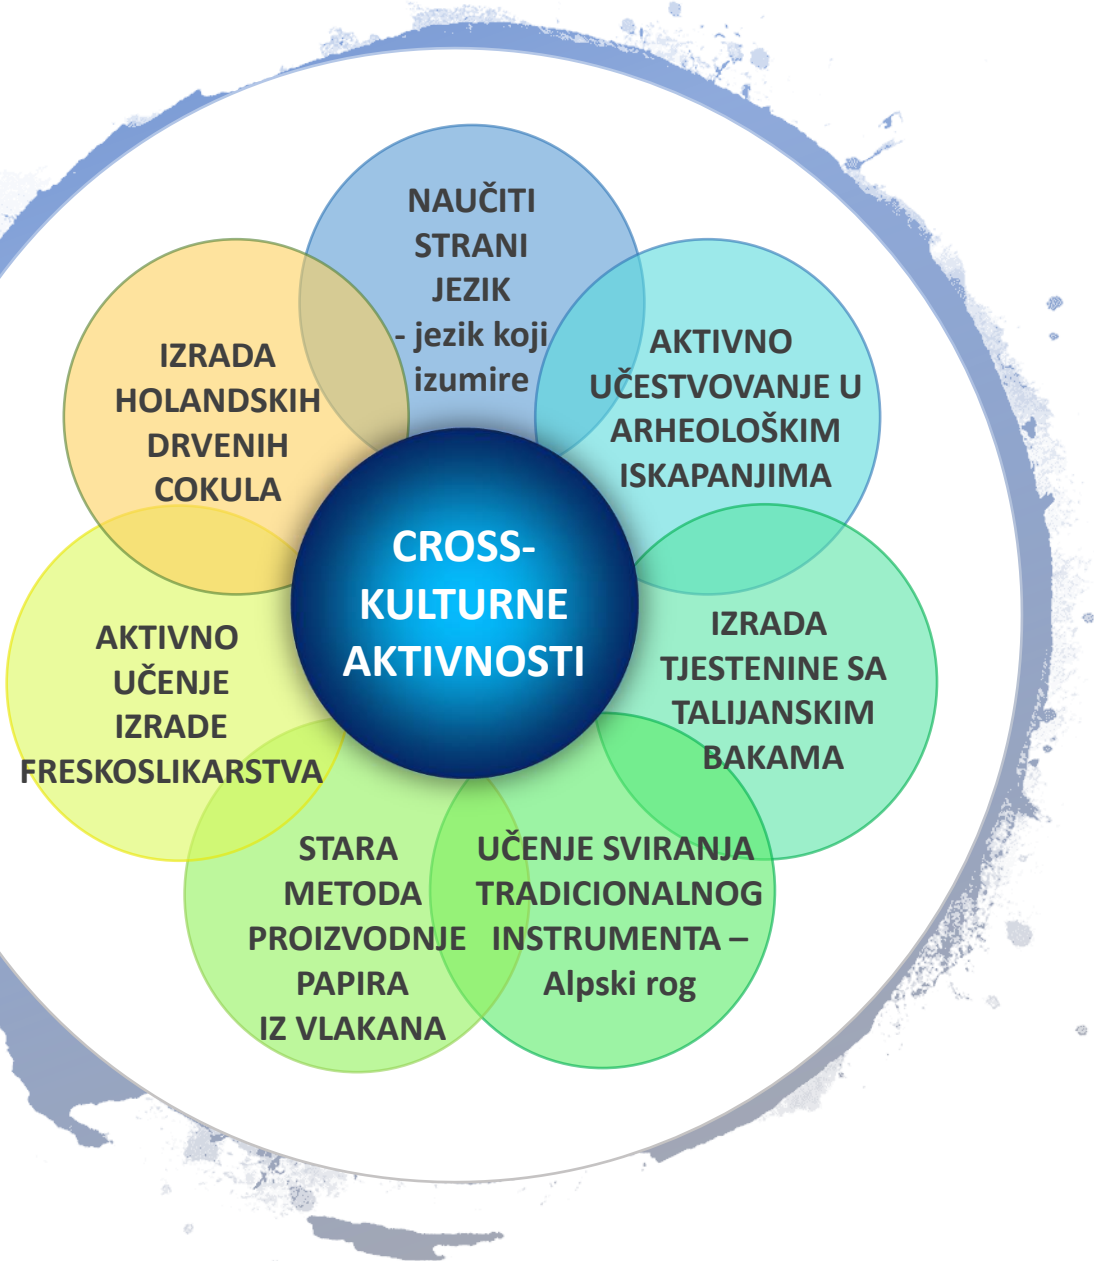 NAUČITI
STRANI
JEZIK
- jezik koji
izumire
AKTIVNO
UČESTVOVANJE U
ARHEOLOŠKIM
ISKAPANJIMA
IZRADA
TJESTENINE SA
TALIJANSKIM
BAKAMA
UČENJE SVIRANJA
TRADICIONALNOG
INSTRUMENTA –
Alpski rog
STARA
METODA
PROIZVODNJE
PAPIRA
IZ VLAKANA
AKTIVNO
UČENJE
IZRADE
FRESKOSLIKARSTVA
IZRADA
HOLANDSKIH
DRVENIH
COKULA
CROSS-
KULTURNE
AKTIVNOSTI